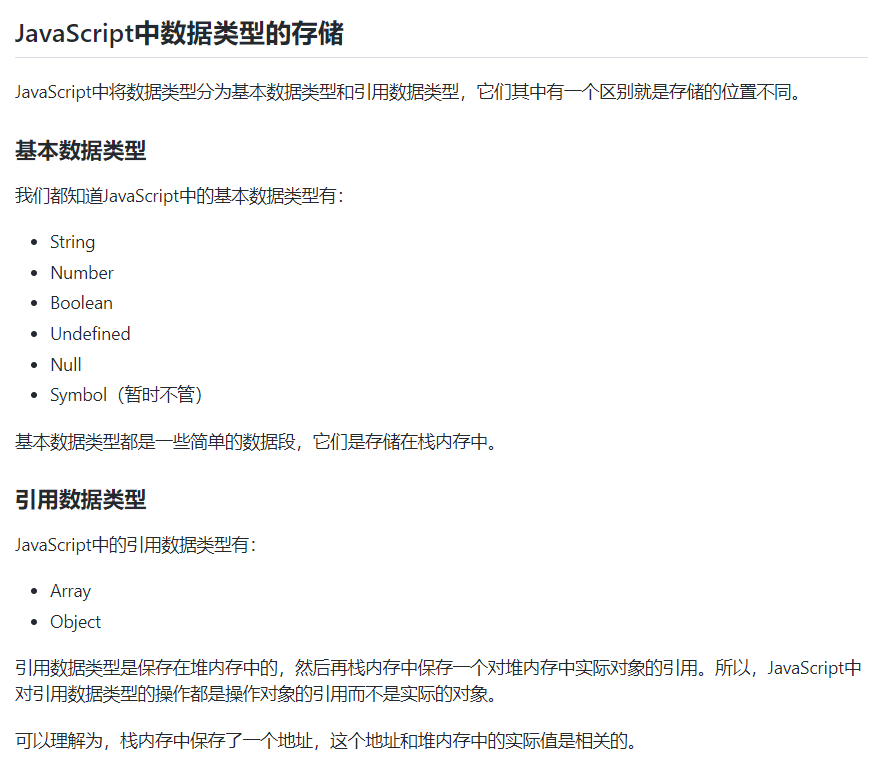 JavaScript中数据类型的存储
JavaScript中将数据类型分为基本数据类型和引用数据类型，它们其中有一个区别就是存储的位置不同。
基本数据类型
我们都知道JavaScript中的基本数据类型有：
• String
• Number
• Boolean
• Undefined
• Null
• Symbol（暂时不管）
基本数据类型都是一些简单的数据段，它们是存储在栈内存中。
引用数据类型
JavaScript中的引用数据类型有：
• Array
• Object
引用数据类型是保存在堆内存中的，然后再栈内存中保存一个对堆内存中实际对象的引用。所以，JavaScript中
对引用数据类型的操作都是操作对象的引用而不是实际的对象。
可以理解为，栈内存中保存了一个地址，这个地址和堆内存中的实际值是相关的。